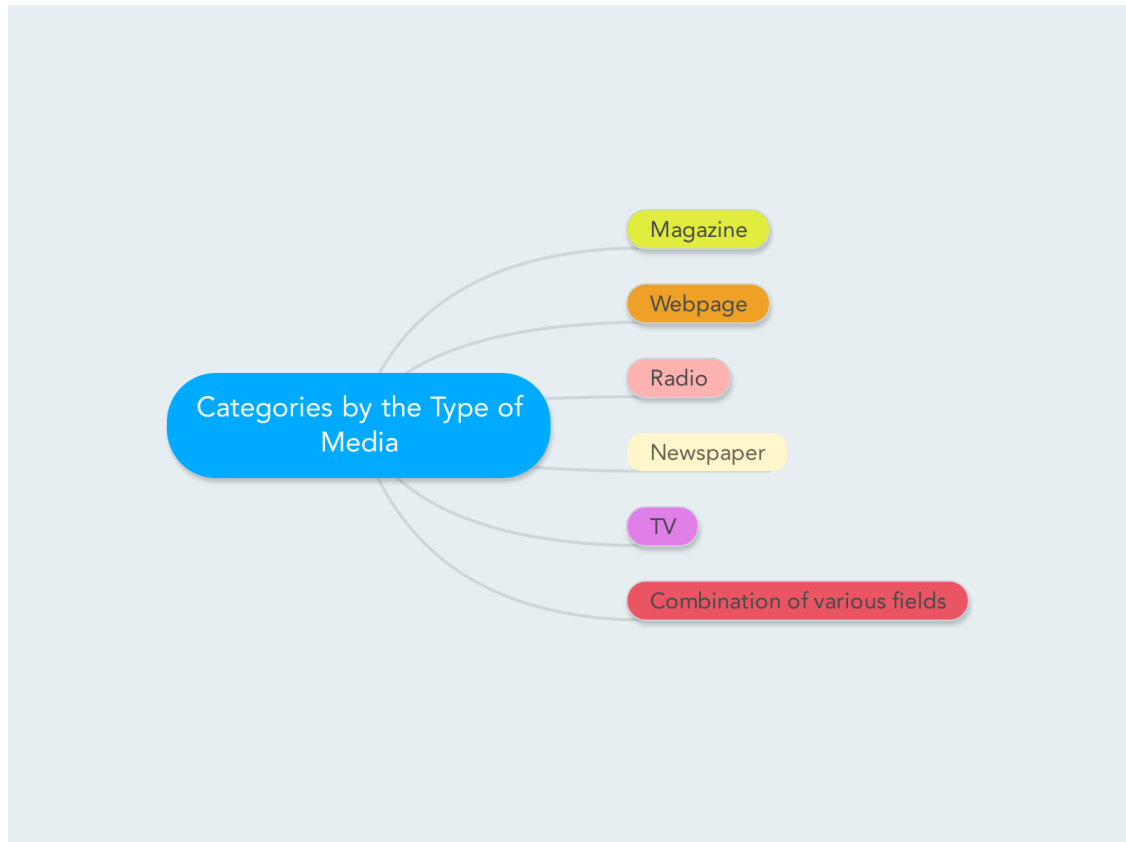 Categories by the Type of
Media
Magazine
Webpage
Radio
Newspaper
TV
Combination of various fields